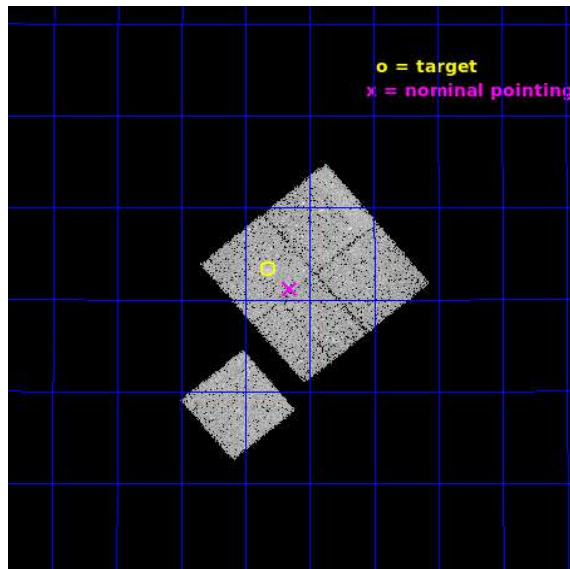 o = target
x = nominal pointing